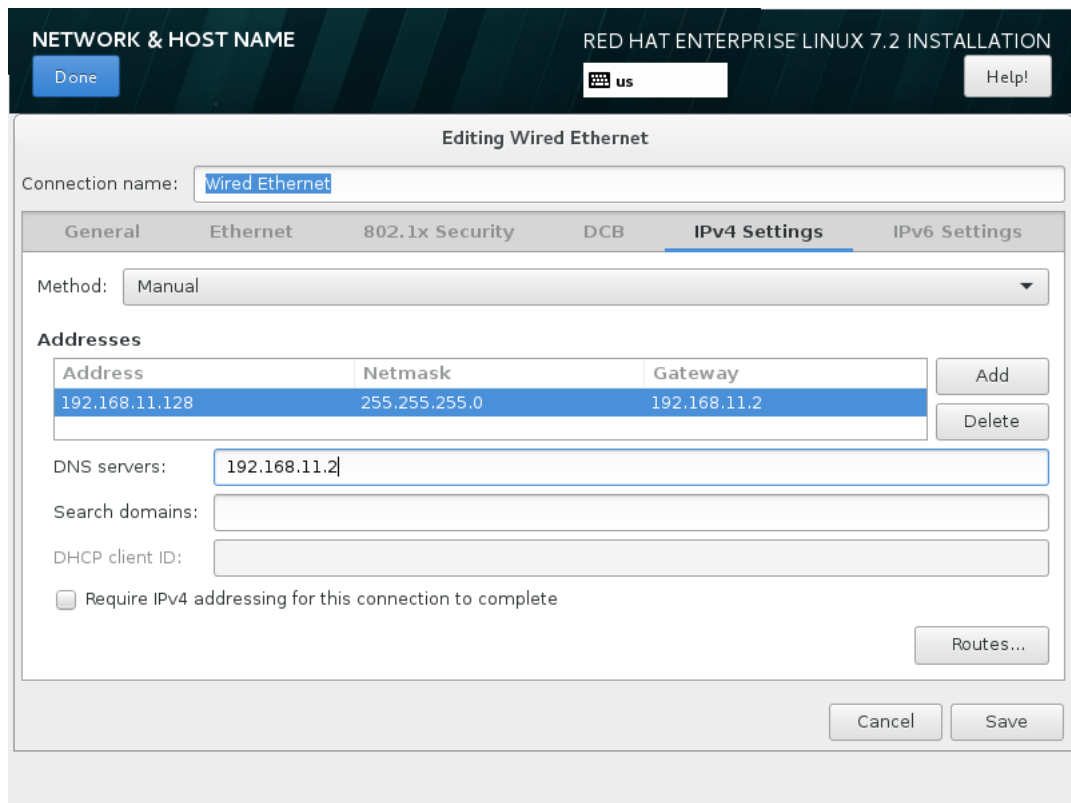 NETWORK & HOST NAME
RED HAT ENTERPRISE LINUX 7.2 INSTALLATION
Done
us
Help!
Editing Wired Ethernet
Connection name: Wired Ethernet
General Ethernet 802.1x Security DCB IPv4 Settings IPv6 Settings
Method: Manual
Addresses
Address Netmask Gateway
192.168.11.128 255.255.255.0 192.168.11.2
Add
Delete
DNS servers: 192.168.11.2
Search domains:
DHCP client ID:
Require IPv4 addressing for this connection to complete
Routes...
Cancel Save